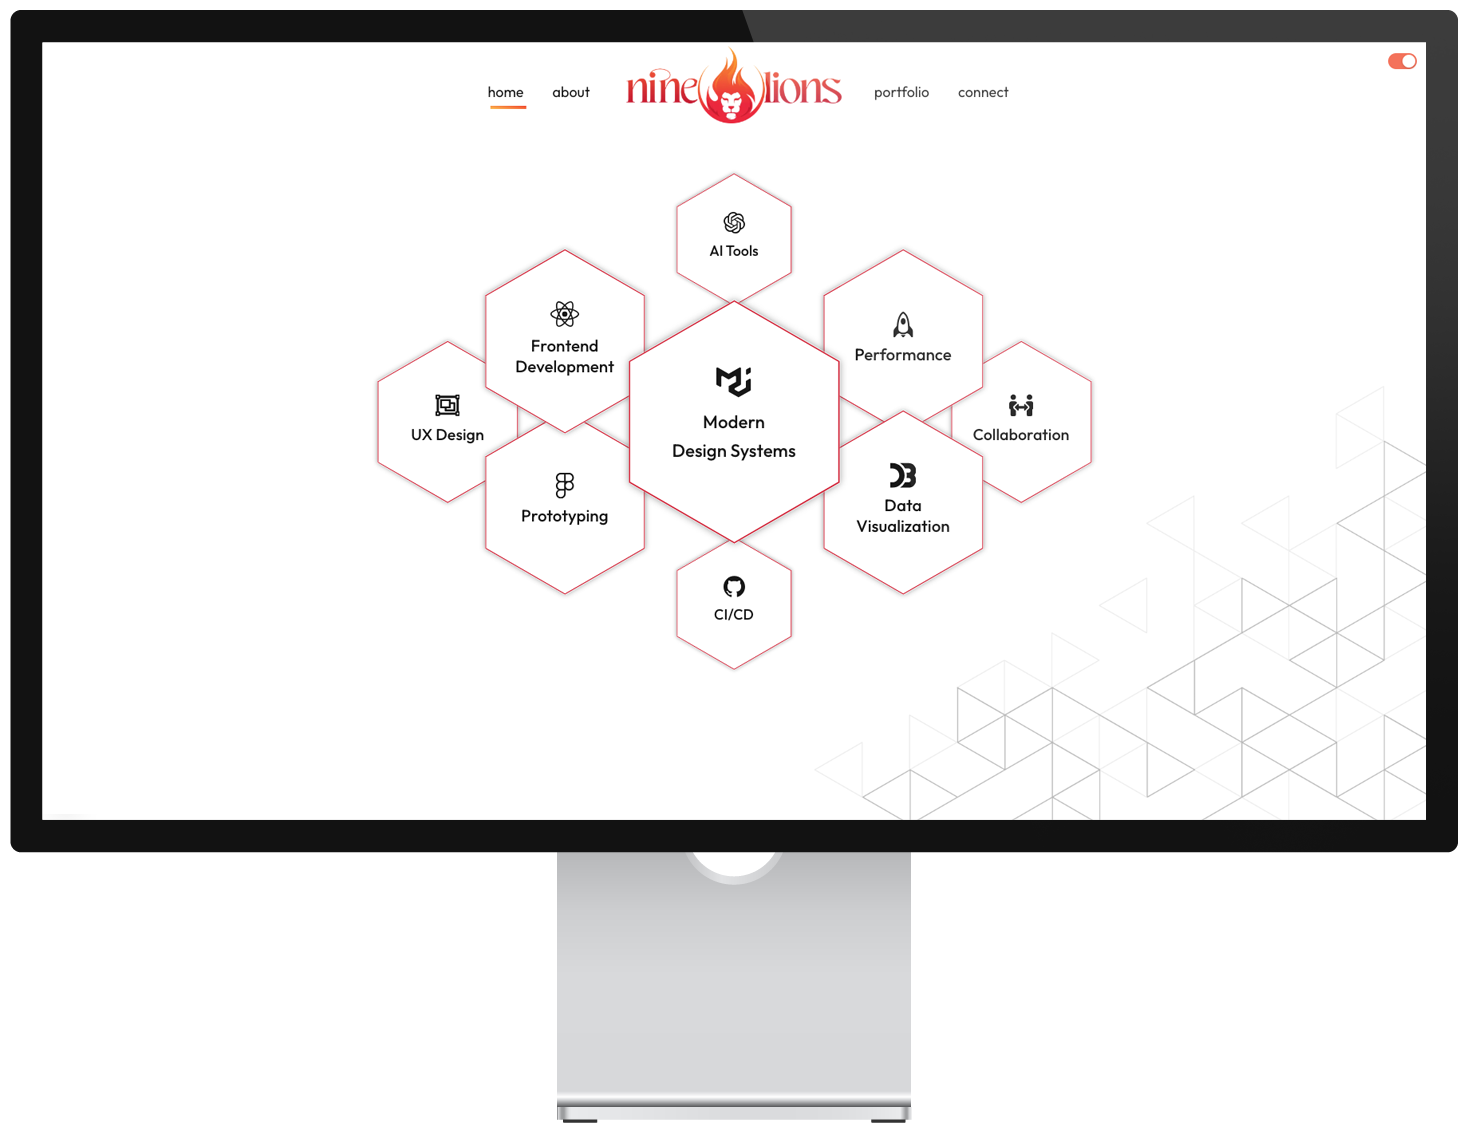 home
about
nine lions
portfolio
connect
AI Tools
Frontend
Development
Performance
UX Design
Modern
Design Systems
Collaboration
Prototyping
Data
Visualization
CI/CD